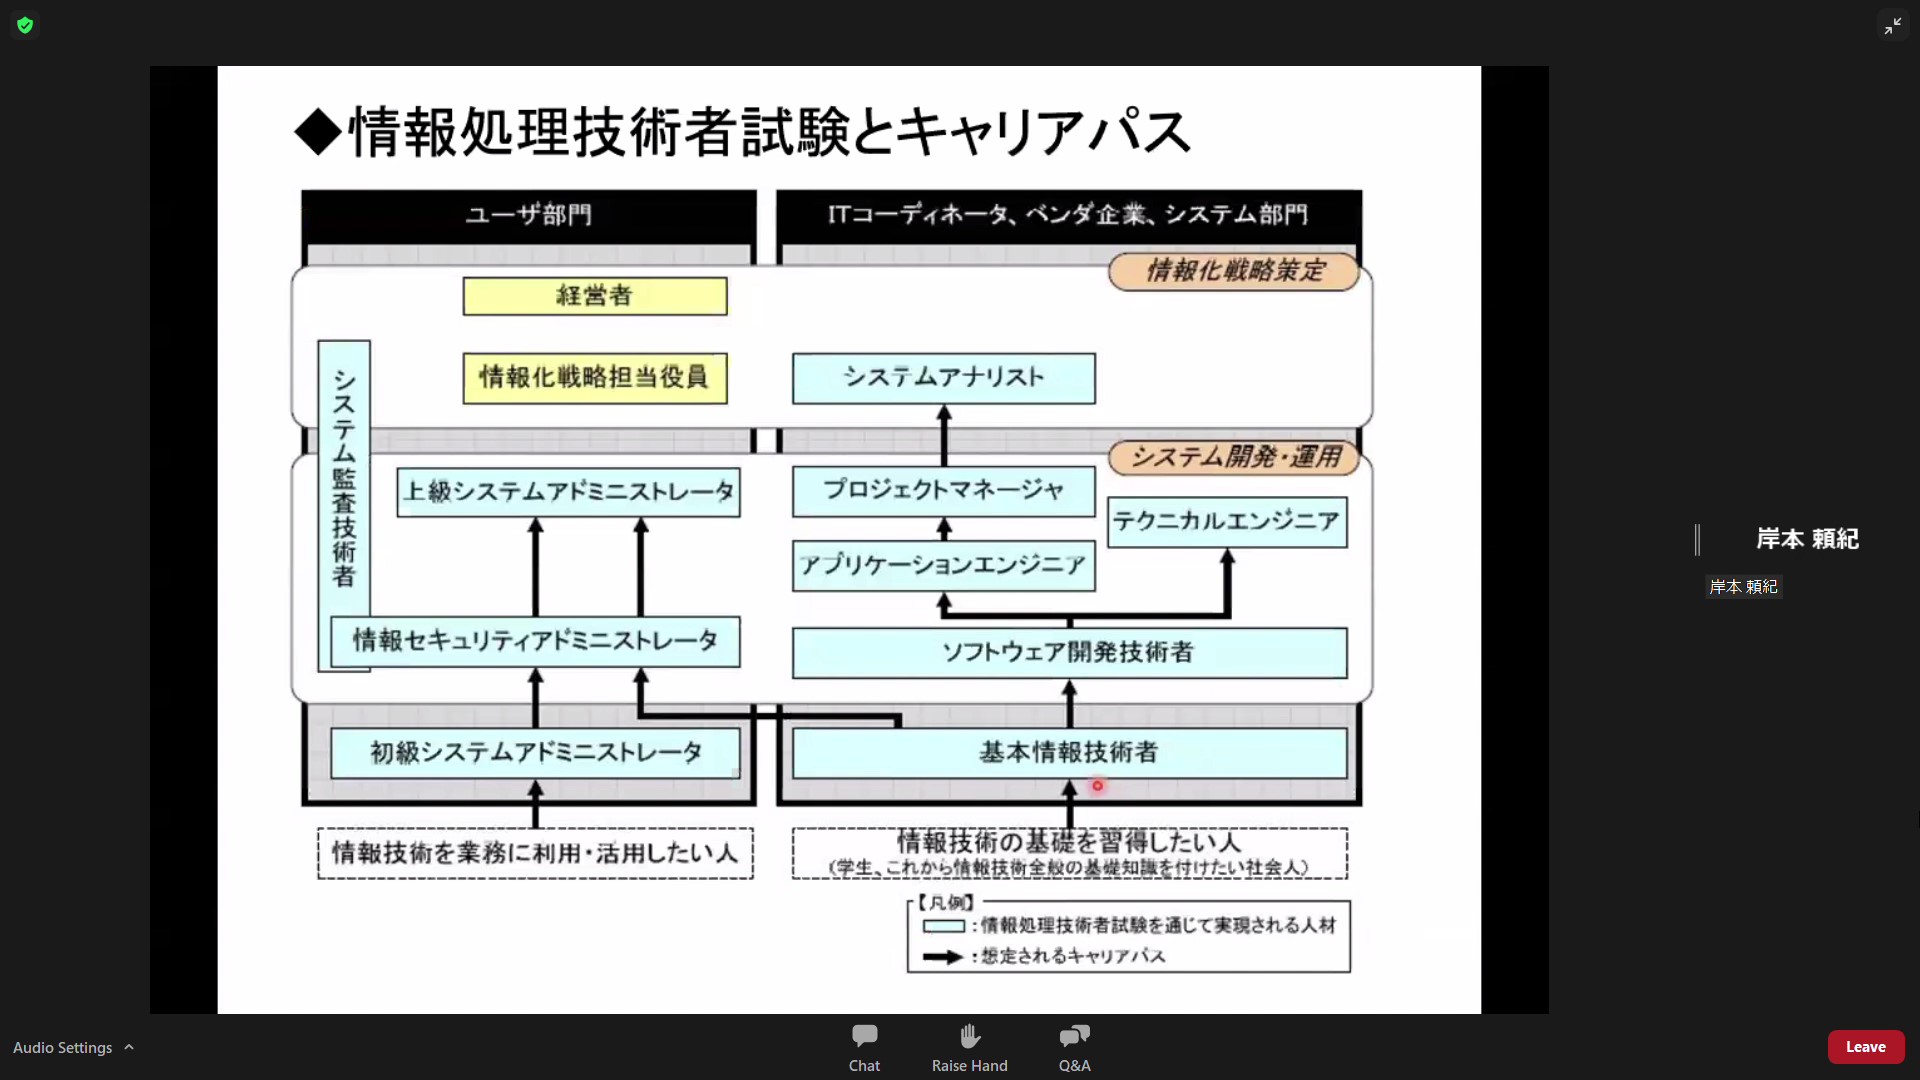 ◆情報処理技術者試験とキャリアパス
ユーザ部門
ITコーディネータ、ベンダ企業、システム部門
情報化戦略策定
経営者
情報化戦略担当役員
システムアナリスト
システム監査技術者
システム開発・運用
上級システムアドミニストレータ
プロジェクトマネージャ
テクニカルエンジニア
アプリケーションエンジニア
情報セキュリティアドミニストレータ
ソフトウェア開発技術者
初級システムアドミニストレータ
基本情報技術者
情報技術を業務に利用・活用したい人
情報技術の基礎を習得したい人
(学生、これから情報技術全般の基礎知識を付けたい社会人)
【凡例】
:情報処理技術者試験を通じて実現される人材
:想定されるキャリアパス
岸本 頼紀
岸本 頼紀
Audio Settings
Chat
Raise Hand
Q&A
Leave